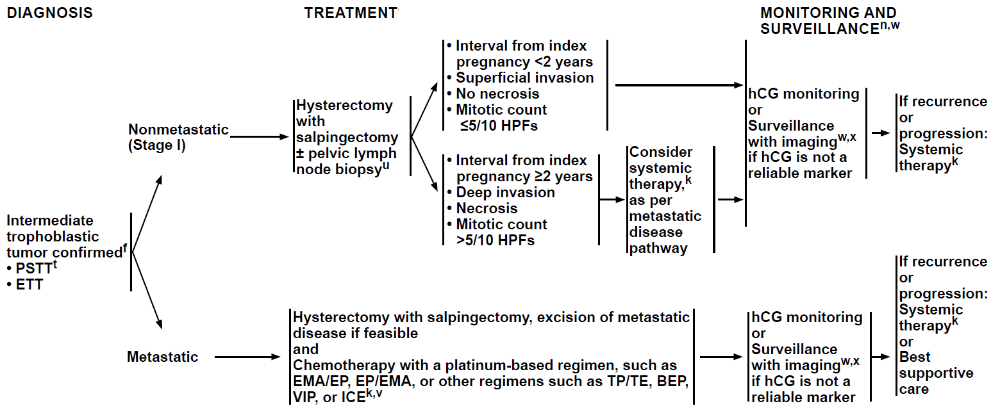 DIAGNOSIS
TREATMENT
MONITORING AND
SURVEILLANCEn,w
Intermediate
trophoblastic
tumor confirmedf
• PSTTt
• ETT
Nonmetastatic
(Stage I)
Hysterectomy
with
salpingectomy
± pelvic lymph
node biopsyu
• Interval from index
pregnancy <2 years
• Superficial invasion
• No necrosis
• Mitotic count
≤5/10 HPFs
• Interval from index
pregnancy ≥2 years
• Deep invasion
• Necrosis
• Mitotic count
>5/10 HPFs
Consider
systemic
therapy,k
as per
metastatic
disease
pathway
hCG monitoring
or
Surveillance
with imagingw,x
if hCG is not a
reliable marker
If recurrence
or
progression:
Systemic
therapyk
Metastatic
Hysterectomy with salpingectomy, excision of metastatic
disease if feasible
and
Chemotherapy with a platinum-based regimen, such as
EMA/EP, EP/EMA, or other regimens such as TP/TE, BEP,
VIP, or ICEk,v
hCG monitoring
or
Surveillance
with imagingw,x
if hCG is not a
reliable marker
If recurrence
or
progression:
Systemic
therapyk
or
Best
supportive
care